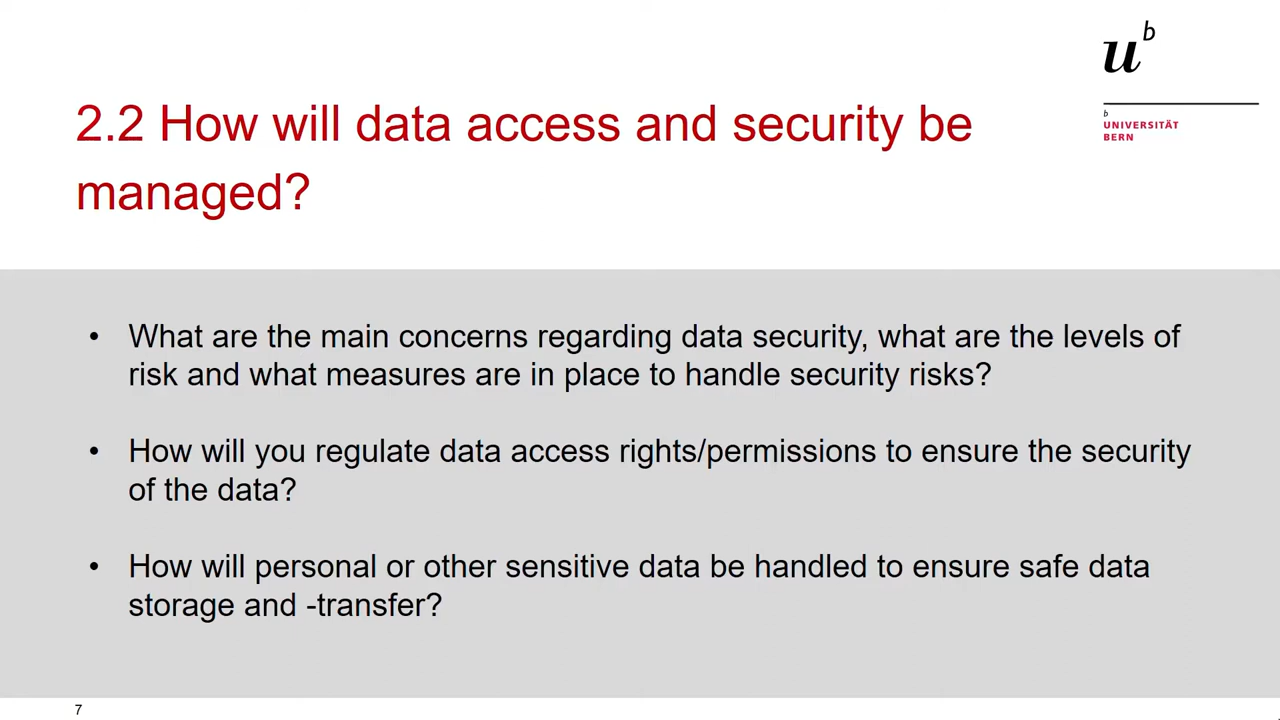 u
b
b
UNIVERSITÄT
BERN
2.2 How will data access and security be
managed?
• What are the main concerns regarding data security, what are the levels of
risk and what measures are in place to handle security risks?
• How will you regulate data access rights/permissions to ensure the security
of the data?
• How will personal or other sensitive data be handled to ensure safe data
storage and -transfer?
7